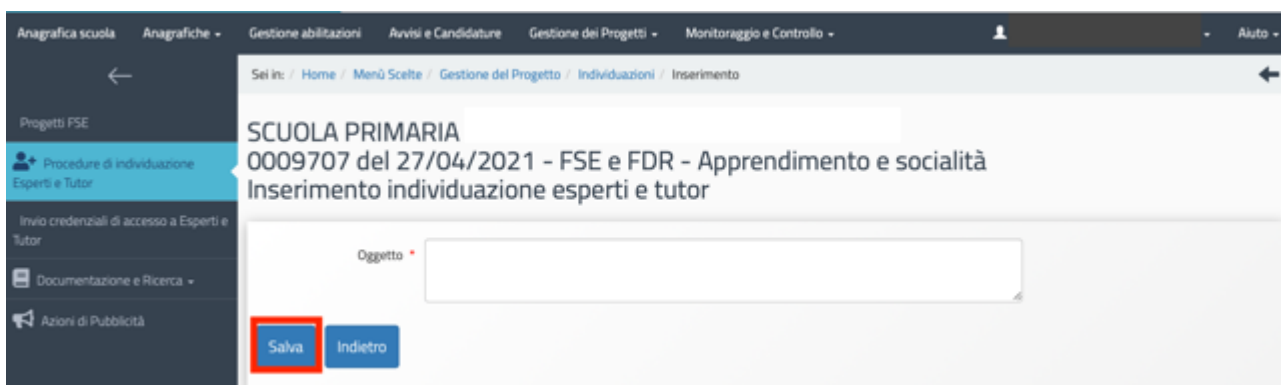 Anagrafica scuola Anagrafiche Gestione abilitazioni Avvisi e Candidature Gestione dei Progetti Monitoraggio e Controllo Aiuto
Sei in: / Home / Menù Scelte / Gestione del Progetto / Individuazioni / Inserimento
Progetti FSE
Procedure di individuazione
Esperti e Tutor
Invio credenziali di accesso a Esperti e
Tutor
Documentazione e Ricerca
Azioni di Pubblicità
SCUOLA PRIMARIA
0009707 del 27/04/2021 - FSE e FDR - Apprendimento e socialità
Inserimento individuazione esperti e tutor
Oggetto *
Salva Indietro